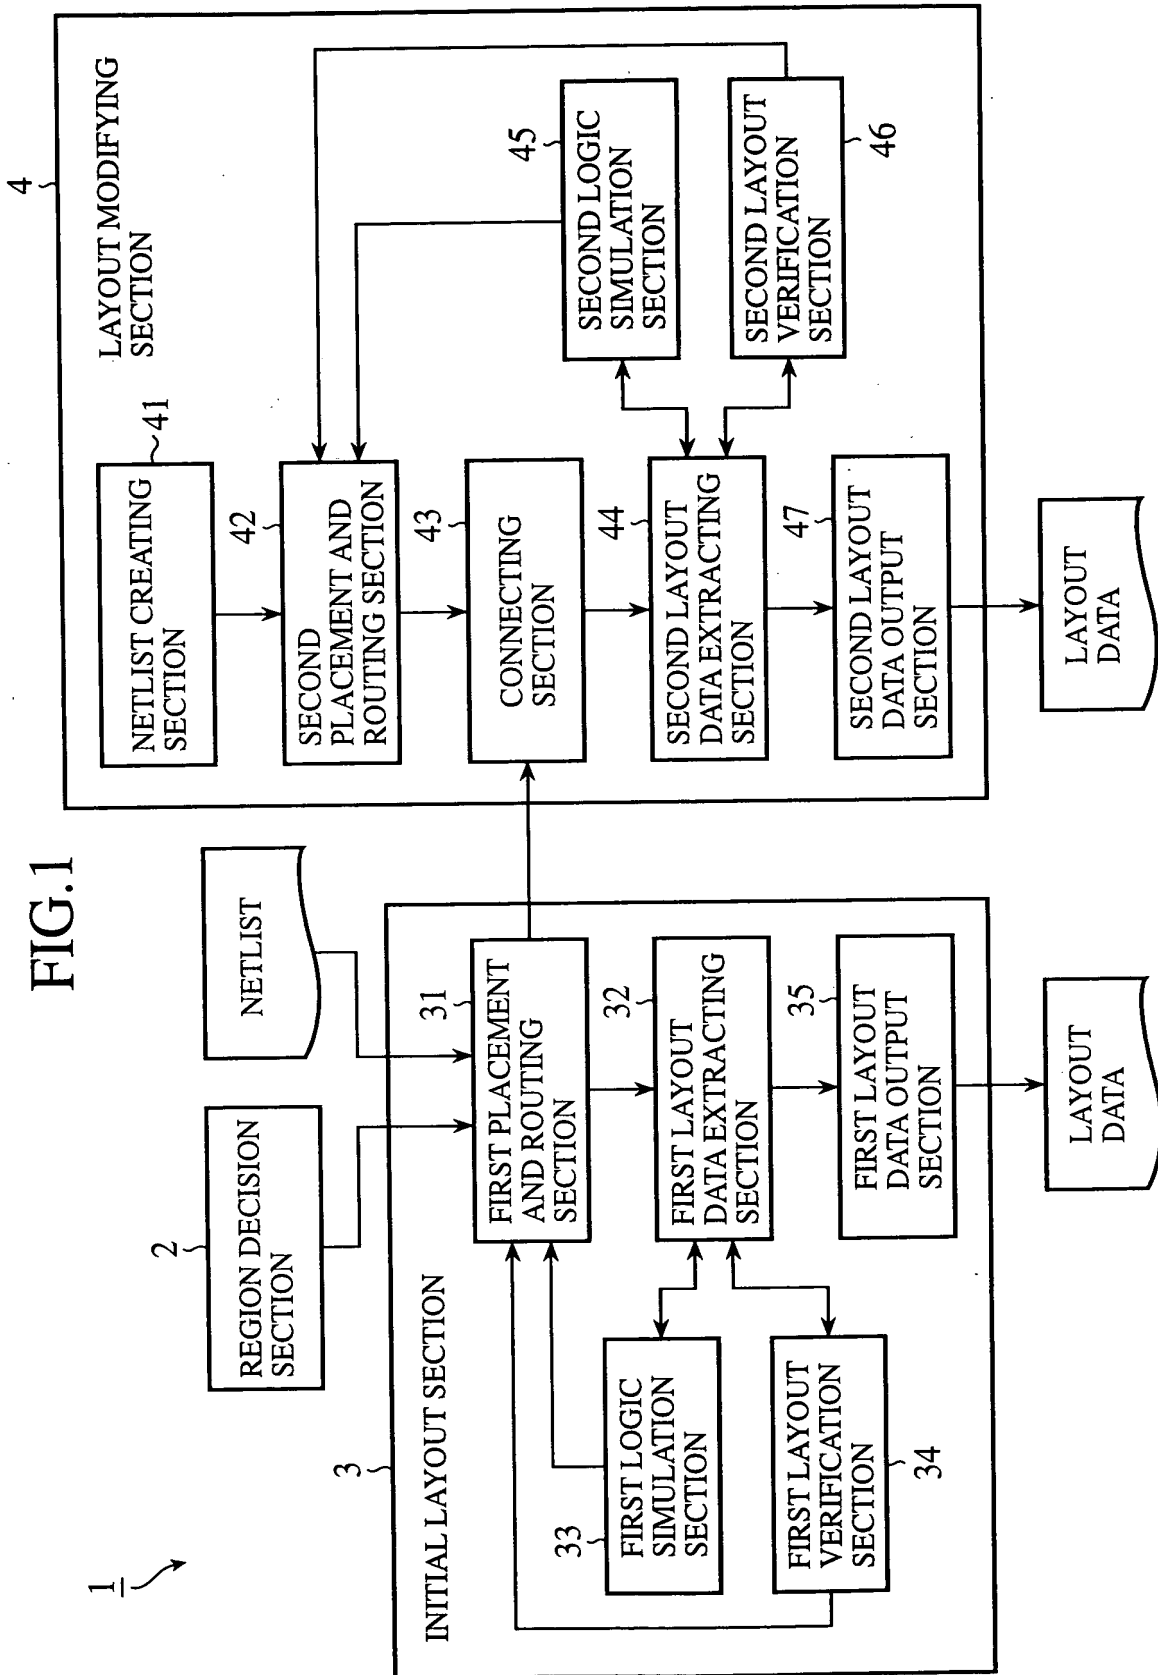 FIG.1
1
2
REGION DECISION
SECTION
NETLIST
3
INITIAL LAYOUT SECTION
31
FIRST PLACEMENT
AND ROUTING
SECTION
32
FIRST LAYOUT
DATA EXTRACTING
SECTION
33
FIRST LOGIC
SIMULATION
SECTION
34
FIRST LAYOUT
VERIFICATION
SECTION
35
FIRST LAYOUT
DATA OUTPUT
SECTION
LAYOUT
DATA
4
LAYOUT MODIFYING
SECTION
41
NETLIST CREATING
SECTION
42
SECOND
PLACEMENT AND
ROUTING SECTION
43
CONNECTING
SECTION
44
SECOND LAYOUT
DATA EXTRACTING
SECTION
45
SECOND LOGIC
SIMULATION
SECTION
46
SECOND LAYOUT
VERIFICATION
SECTION
47
SECOND LAYOUT
DATA OUTPUT
SECTION
LAYOUT
DATA